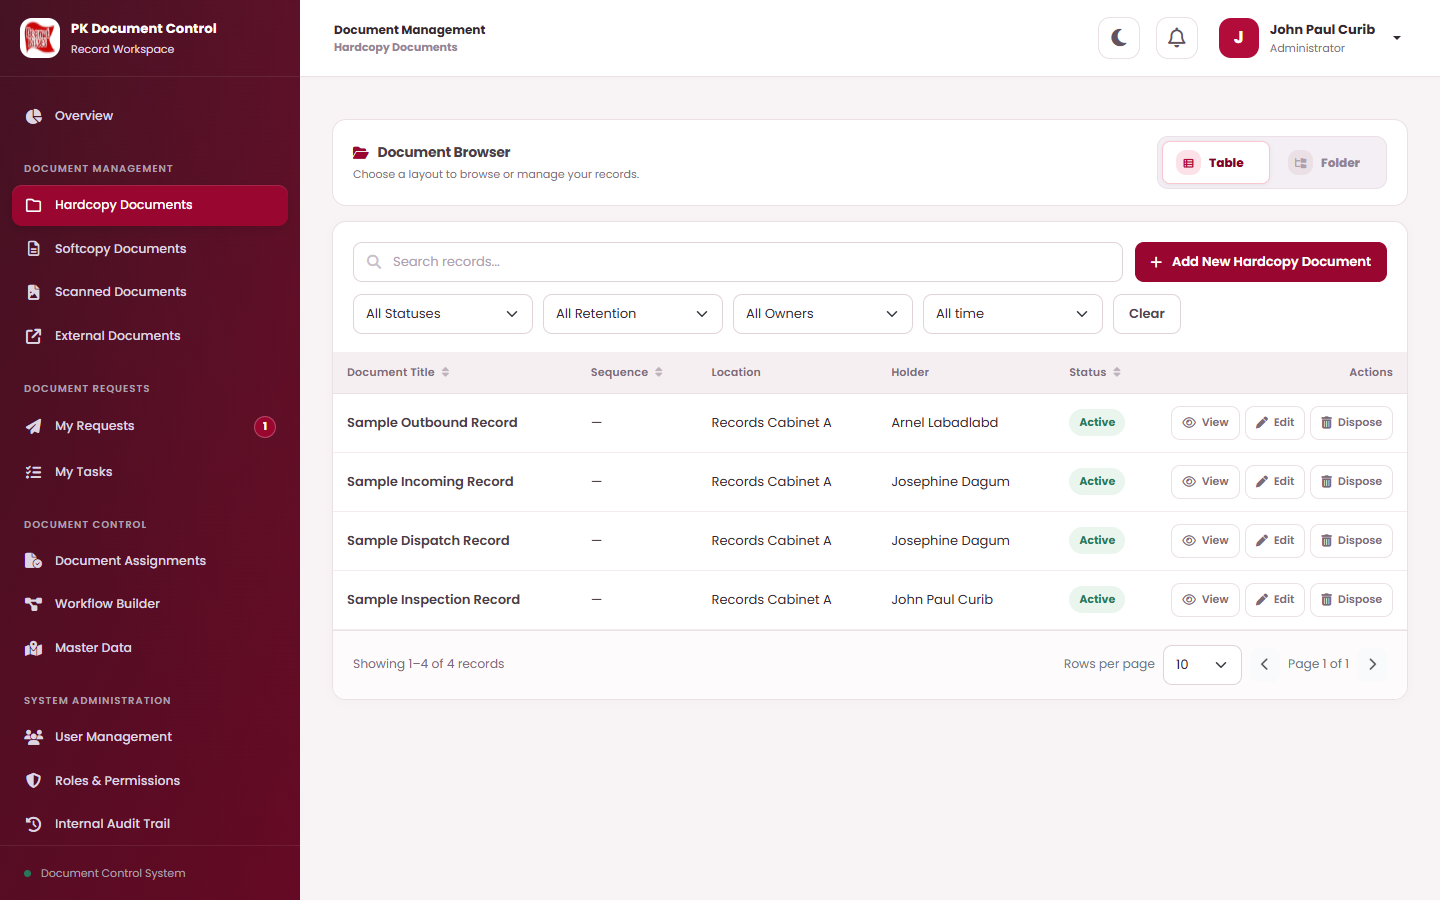 PK Document Control
Record Workspace
Overview
DOCUMENT MANAGEMENT
Hardcopy Documents
Softcopy Documents
Scanned Documents
External Documents
DOCUMENT REQUESTS
My Requests 1
My Tasks
DOCUMENT CONTROL
Document Assignments
Workflow Builder
Master Data
SYSTEM ADMINISTRATION
User Management
Roles & Permissions
Internal Audit Trail
Document Control System
Document Management
Hardcopy Documents
J
John Paul Curib
Administrator
Document Browser
Choose a layout to browse or manage your records.
Table Folder
Search records...
+ Add New Hardcopy Document
All Statuses All Retention All Owners All time Clear
Document Title Sequence Location Holder Status Actions
Sample Outbound Record — Records Cabinet A Arnel Labadlabd Active View Edit Dispose
Sample Incoming Record — Records Cabinet A Josephine Dagum Active View Edit Dispose
Sample Dispatch Record — Records Cabinet A Josephine Dagum Active View Edit Dispose
Sample Inspection Record — Records Cabinet A John Paul Curib Active View Edit Dispose
Showing 1–4 of 4 records Rows per page 10 Page 1 of 1